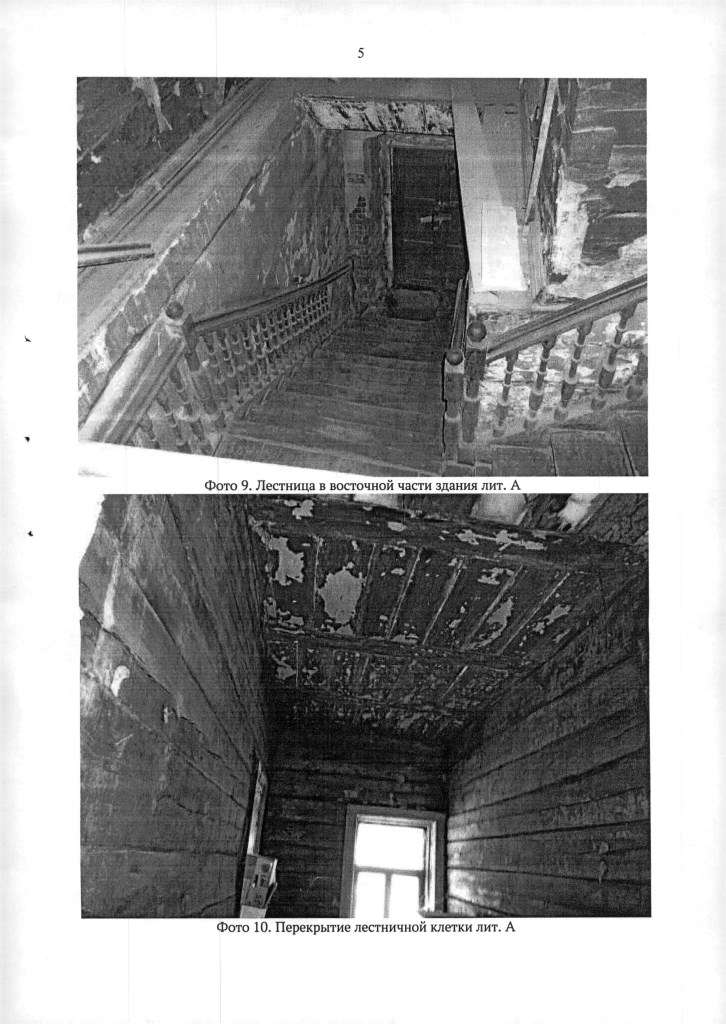 5
Фото 9. Лестница в восточной части здания лит. А
Фото 10. Перекрытие лестничной клетки лит. А